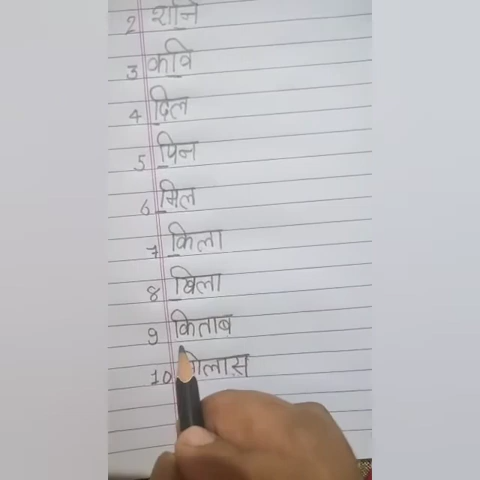 2 शनि
3 कवि
4 दिल
5 पिन
6 मिल
7 किला
8 खिला
9 किताब
10 गिलास